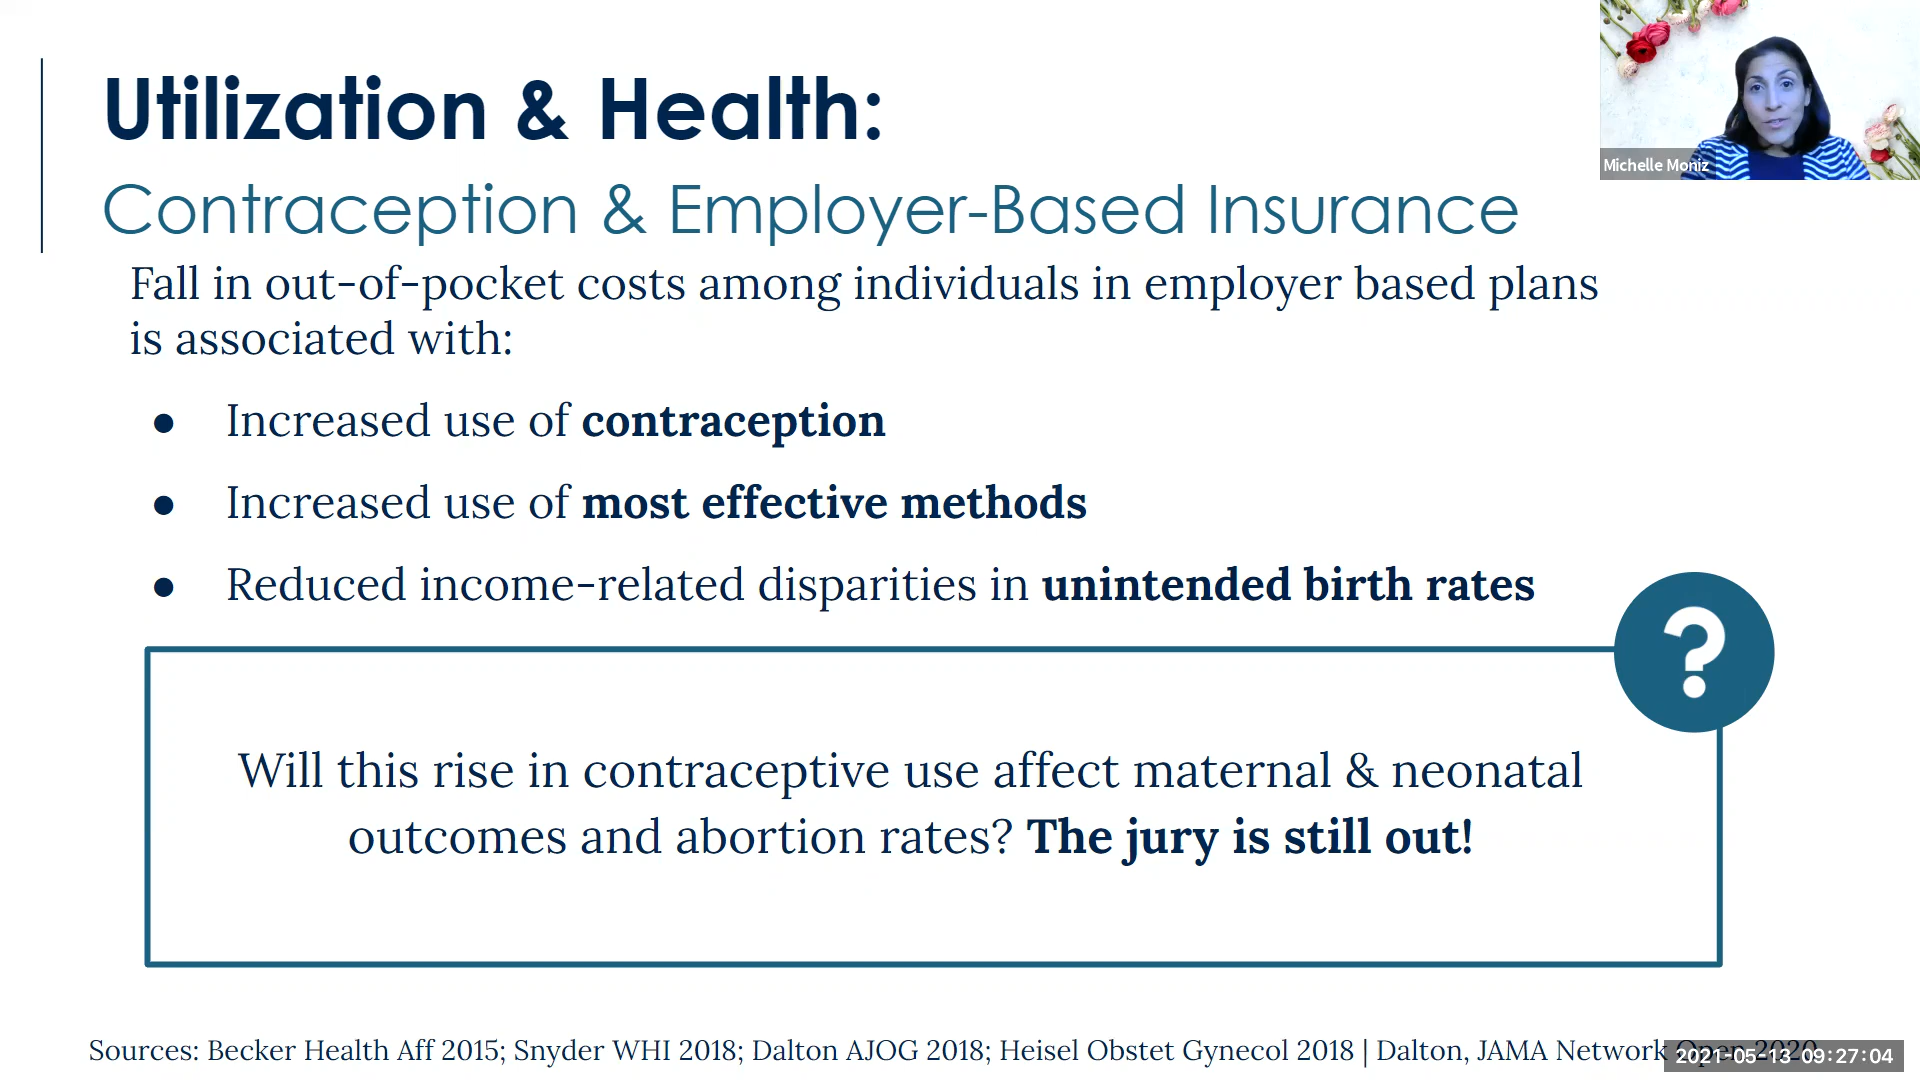 Utilization & Health:
Contraception & Employer-Based Insurance
Michelle Moniz
Fall in out-of-pocket costs among individuals in employer based plans
is associated with:
● Increased use of contraception
● Increased use of most effective methods
● Reduced income-related disparities in unintended birth rates
?
Will this rise in contraceptive use affect maternal & neonatal
outcomes and abortion rates? The jury is still out!
Sources: Becker Health Aff 2015; Snyder WHI 2018; Dalton AJOG 2018; Heisel Obstet Gynecol 2018 | Dalton, JAMA Network Open 2020
2021-05-13 09:27:04